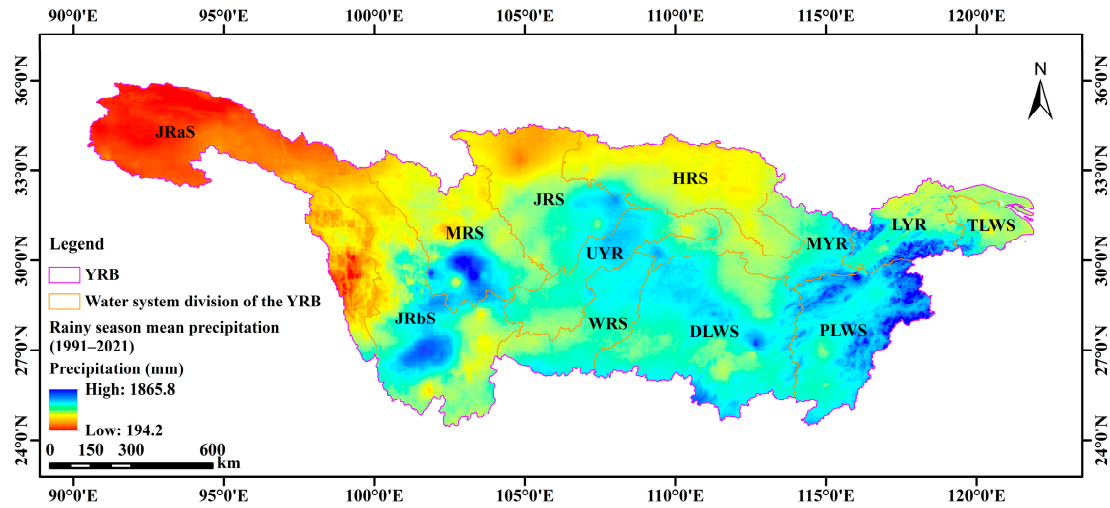 90°0'E 95°0'E 100°0'E 105°0'E 110°0'E 115°0'E 120°0'E
36°0'N 36°0'N
N
JRaS
33°0'N 33°0'N
HRS
JRS
LYR TLWS
MRS MYR
Legend
UYR
30°0'N 30°0'N
YRB
Water system division of the YRB
Rainy season mean precipitation
(1991–2021)
JRbS WRS DLWS PLWS
27°0'N 27°0'N
Precipitation (mm)
High: 1865.8
Low: 194.2
24°0'N 24°0'N
0 150 300 600
km
90°0'E 95°0'E 100°0'E 105°0'E 110°0'E 115°0'E 120°0'E